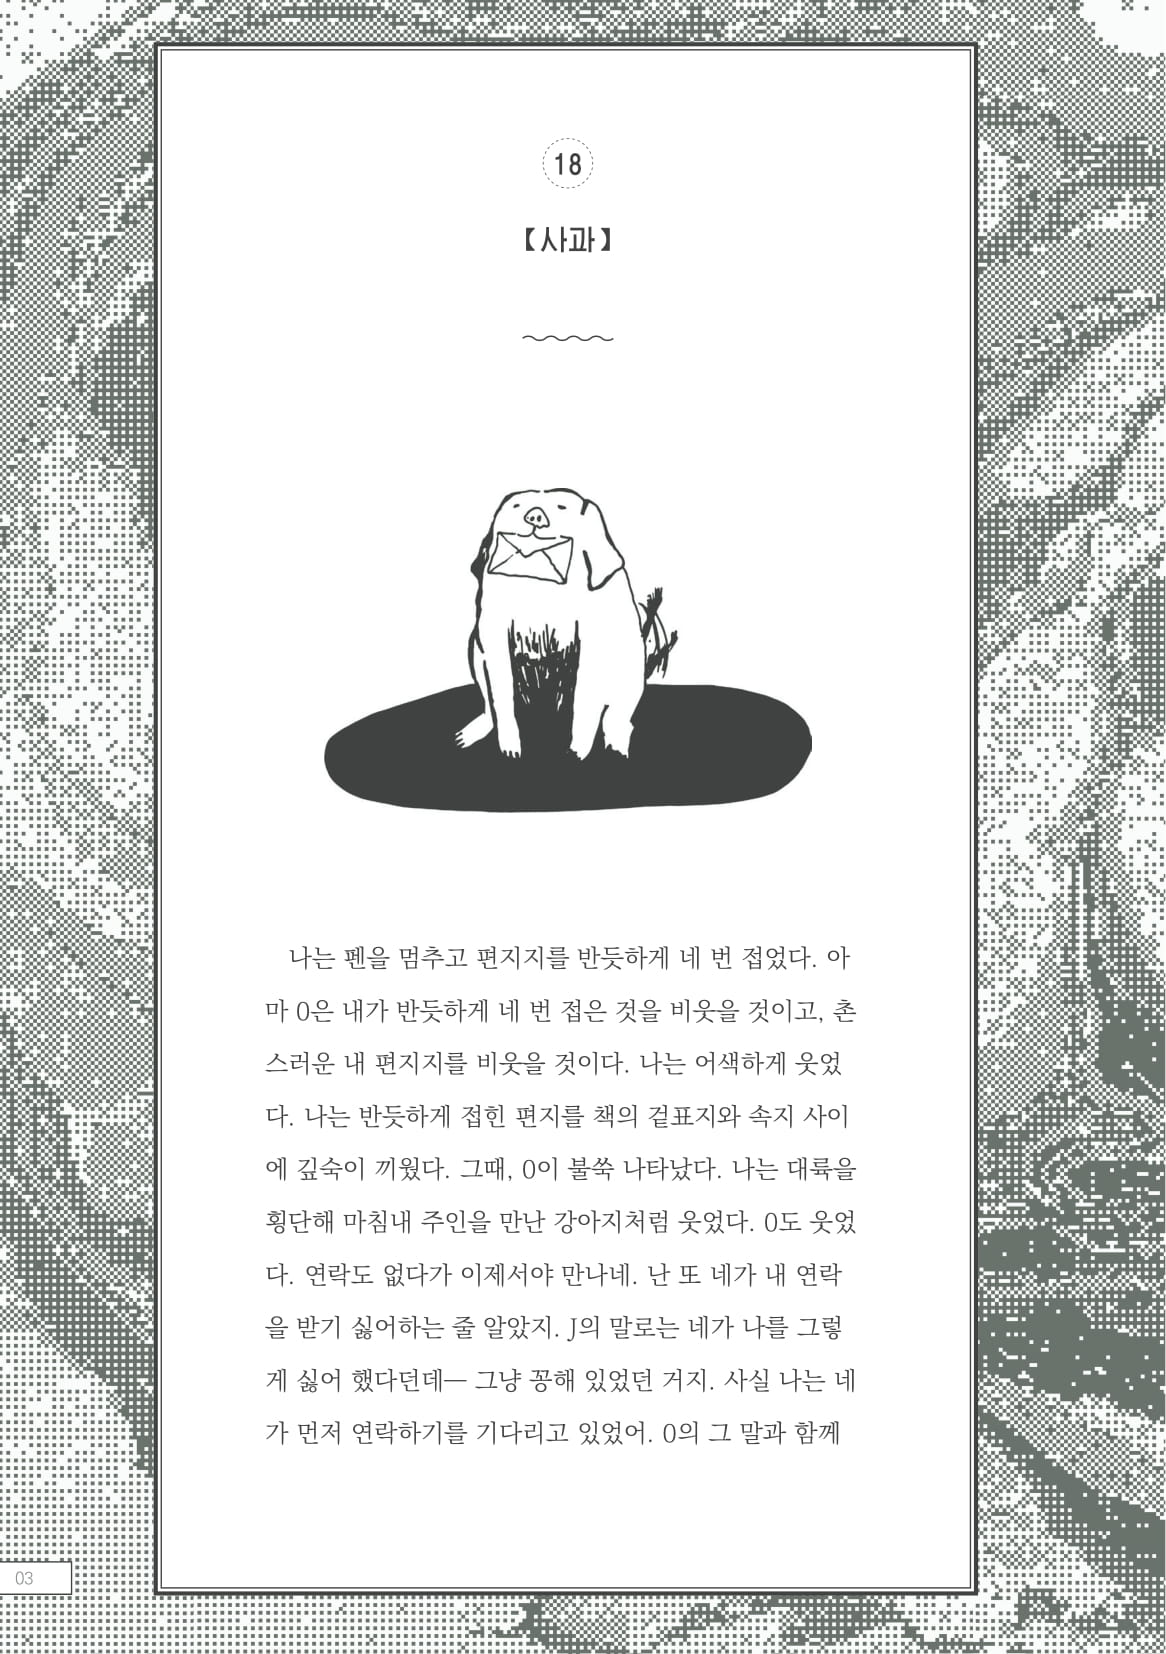 18
【사과】
나는 펜을 멈추고 편지지를 반듯하게 네 번 접었다. 아
마 0은 내가 반듯하게 네 번 접은 것을 비웃을 것이고, 촌
스러운 내 편지지를 비웃을 것이다. 나는 어색하게 웃었
다. 나는 반듯하게 접힌 편지를 책의 겉표지와 속지 사이
에 깊숙이 끼웠다. 그때, 0이 불쑥 나타났다. 나는 대륙을
횡단해 마침내 주인을 만난 강아지처럼 웃었다. 0도 웃었
다. 연락도 없다가 이제서야 만나네. 난 또 네가 내 연락
을 받기 싫어하는 줄 알았지. J의 말로는 네가 나를 그렇
게 싫어 했다던데— 그냥 꽁해 있었던 거지. 사실 나는 네
가 먼저 연락하기를 기다리고 있었어. 0의 그 말과 함께
03